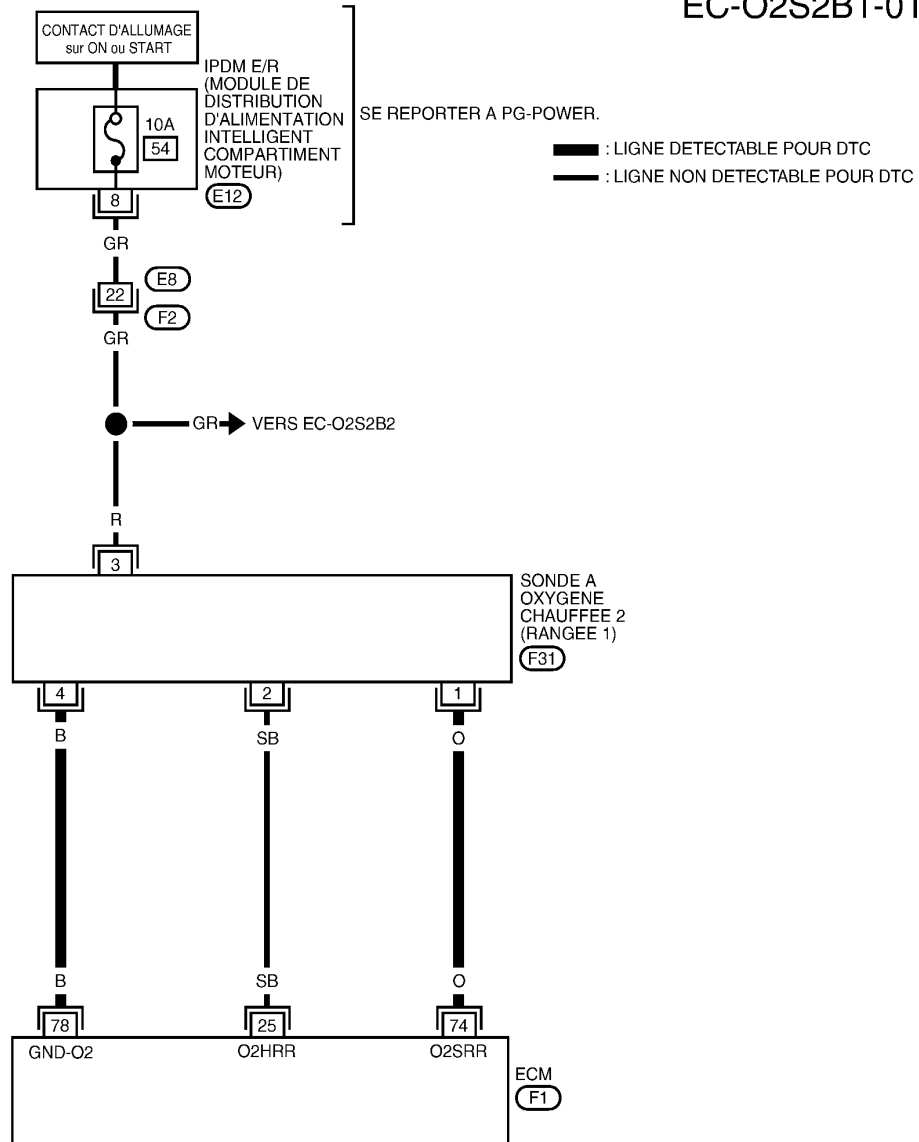 EC-O2S2B1-01
CONTACT D'ALLUMAGE
sur ON ou START
IPDM E/R
(MODULE DE
DISTRIBUTION
D'ALIMENTATION
INTELLIGENT
COMPARTIMENT
MOTEUR)
E12
10A
54
SE REPORTER A PG-POWER.
: LIGNE DETECTABLE POUR DTC
: LIGNE NON DETECTABLE POUR DTC
8
GR
E8
22
F2
GR
GR
VERS EC-O2S2B2
R
3
SONDE A
OXYGENE
CHAUFFEE 2
(RANGEE 1)
F31
4
2
1
B
SB
O
B
SB
O
78
25
74
GND-O2
O2HRR
O2SRR
ECM
F1